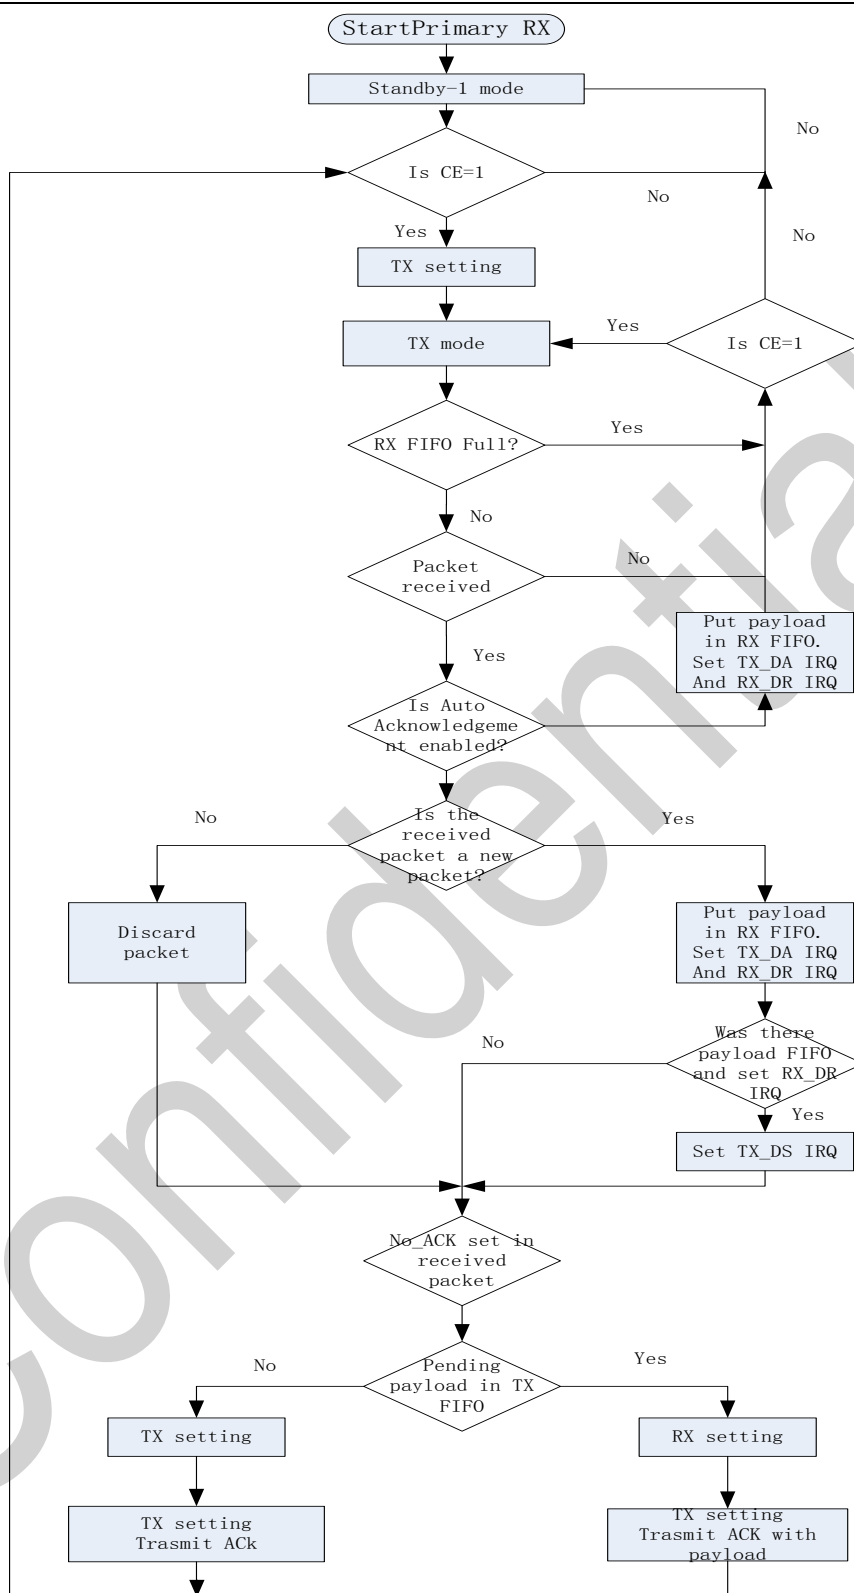 StartPrimary RX
Standby-1 mode
No
Is CE=1
No
Yes
No
TX setting
Yes
TX mode
Is CE=1
RX FIFO Full?
Yes
No
Packet
received
No
Put payload
in RX FIFO.
Set TX_DA IRQ
And RX_DR IRQ
Yes
Is Auto
Acknowledgeme
nt enabled?
No
Is the
received
packet a new
packet?
Yes
Discard
packet
Put payload
in RX FIFO.
Set TX_DA IRQ
And RX_DR IRQ
No
Was there
payload FIFO
and set RX_DR
IRQ
Yes
Set TX_DS IRQ
No_ACK set in
received
packet
No
Pending
payload in TX
FIFO
Yes
TX setting
RX setting
TX setting
Trasmit ACk
TX setting
Trasmit ACK with
payload
Confidential